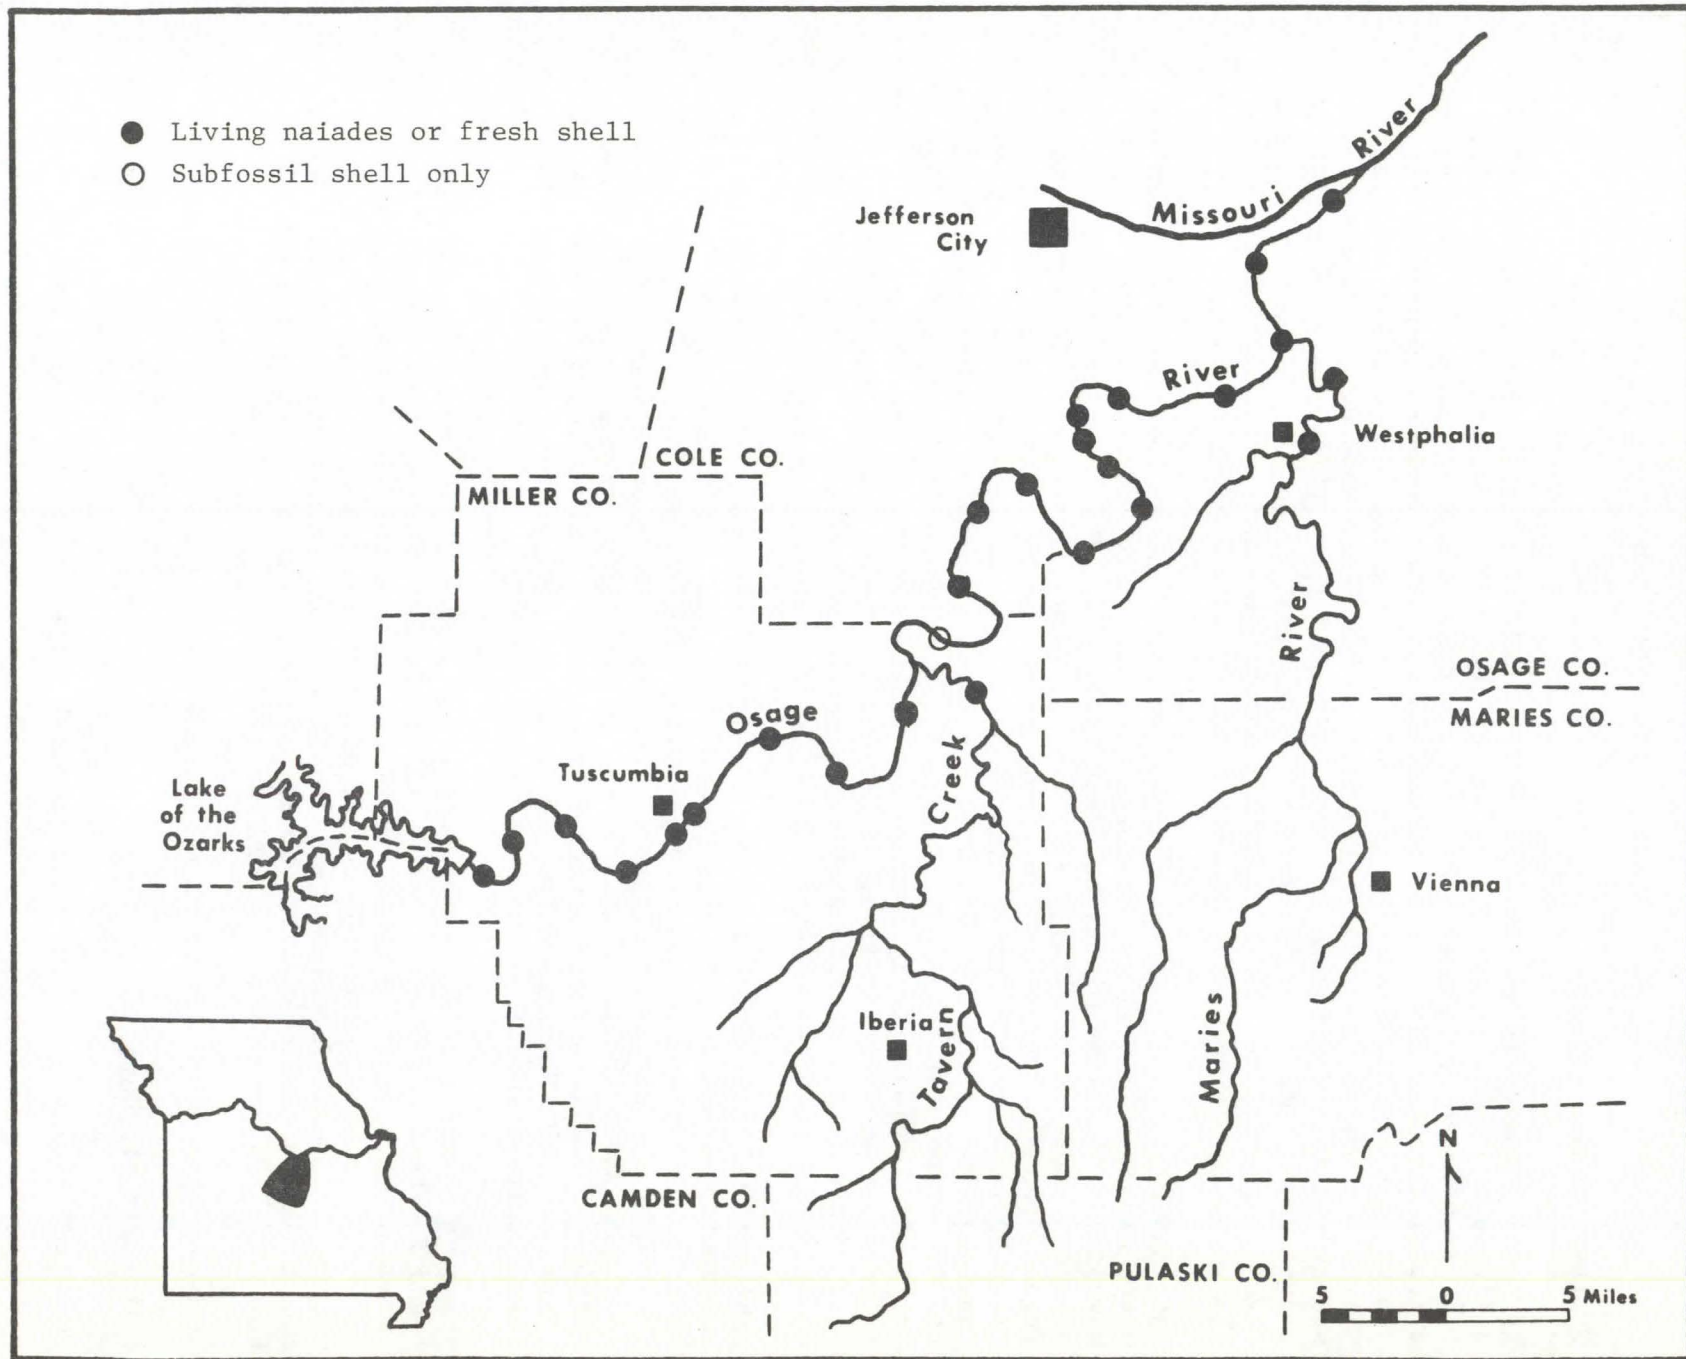 Living naiades or fresh shell
Subfossil shell only
Missouri River
Jefferson
City
River
Westphalia
COLE CO.
MILLER CO.
River
OSAGE CO.
MARIES CO.
Osage
Tuscumbia
Creek
Lake
of the
Ozarks
Vienna
Iberia
Tavern
Maries
CAMDEN CO.
N
PULASKI CO.
5 0 5 Miles